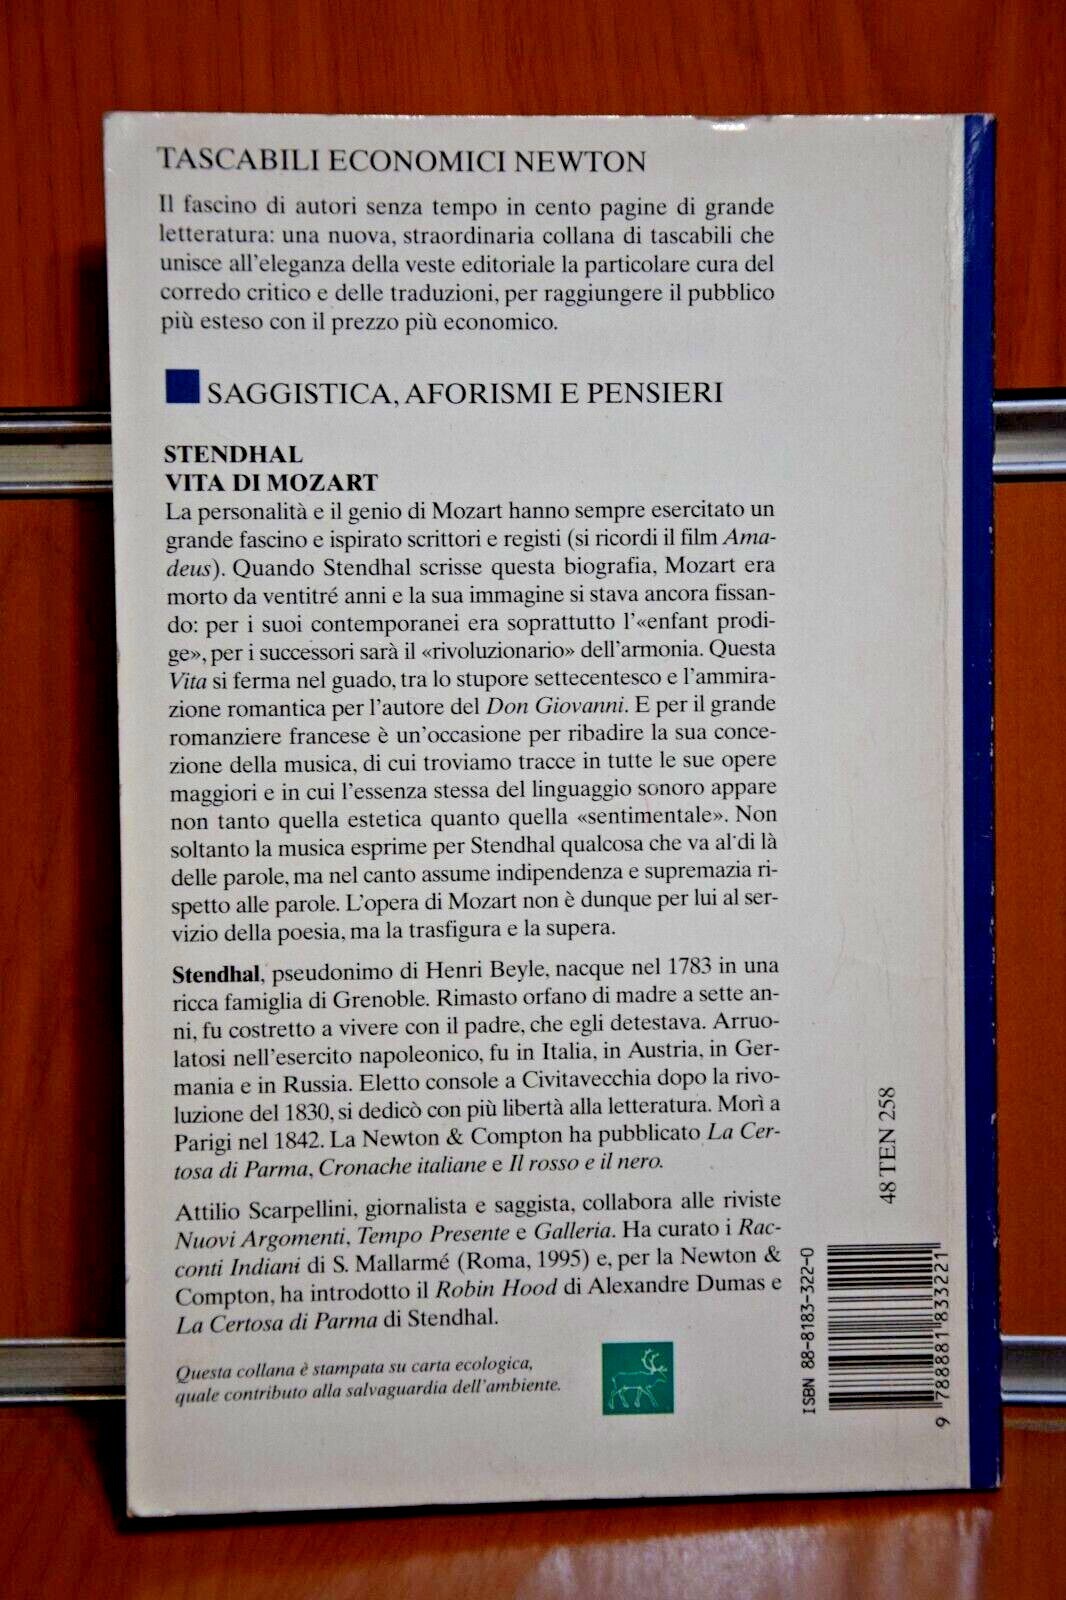 TASCABILI ECONOMICI NEWTON
Il fascino di autori senza tempo in cento pagine di grande
letteratura: una nuova, straordinaria collana di tascabili che
unisce all'eleganza della veste editoriale la particolare cura del
corredo critico e delle traduzioni, per raggiungere il pubblico
più esteso con il prezzo più economico.
SAGGISTICA, AFORISMI E PENSIERI
STENDHAL
VITA DI MOZART
La personalità e il genio di Mozart hanno sempre esercitato un
grande fascino e ispirato scrittori e registi (si ricordi il film Ama-
deus). Quando Stendhal scrisse questa biografia, Mozart era
morto da ventitré anni e la sua immagine si stava ancora fissan-
do: per i suoi contemporanei era soprattutto l'«enfant prodi-
ge», per i successori sarà il «rivoluzionario» dell'armonia. Questa
Vita si ferma nel guado, tra lo stupore settecentesco e l'ammira-
zione romantica per l'autore del Don Giovanni. E per il grande
romanziere francese è un'occasione per ribadire la sua conce-
zione della musica, di cui troviamo tracce in tutte le sue opere
maggiori e in cui l'essenza stessa del linguaggio sonoro appare
non tanto quella estetica quanto quella «sentimentale». Non
soltanto la musica esprime per Stendhal qualcosa che va al di là
delle parole, ma nel canto assume indipendenza e supremazia ri-
spetto alle parole. L'opera di Mozart non è dunque per lui al ser-
vizio della poesia, ma la trasfigura e la supera.
Stendhal, pseudonimo di Henri Beyle, nacque nel 1783 in una
ricca famiglia di Grenoble. Rimasto orfano di madre a sette an-
ni, fu costretto a vivere con il padre, che egli detestava. Arruo-
latosi nell'esercito napoleonico, fu in Italia, in Austria, in Ger-
mania e in Russia. Eletto console a Civitavecchia dopo la rivo-
luzione del 1830, si dedicò con più libertà alla letteratura. Morì a
Parigi nel 1842. La Newton & Compton ha pubblicato La Cer-
tosa di Parma, Cronache italiane e Il rosso e il nero.
Attilio Scarpellini, giornalista e saggista, collabora alle riviste
Nuovi Argomenti, Tempo Presente e Galleria. Ha curato i Rac-
conti Indiani di S. Mallarmé (Roma, 1995) e, per la Newton &
Compton, ha introdotto il Robin Hood di Alexandre Dumas e
La Certosa di Parma di Stendhal.
Questa collana è stampata su carta ecologica,
quale contributo alla salvaguardia dell'ambiente.
48 TEN 258
ISBN 88-8183-322-0
9 788881 833221